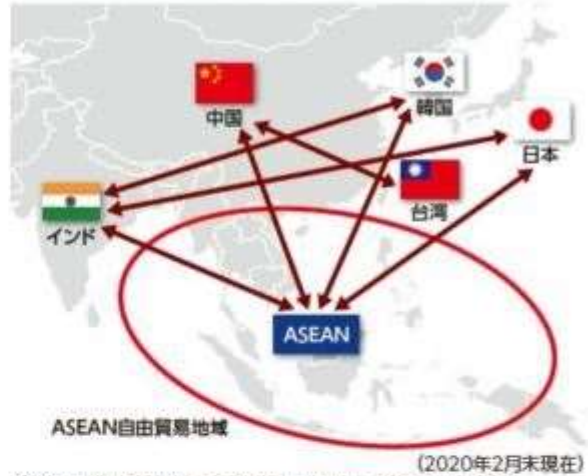 中国
韓国
日本
台湾
インド
ASEAN
ASEAN自由貿易地域
(2020年2月末現在)